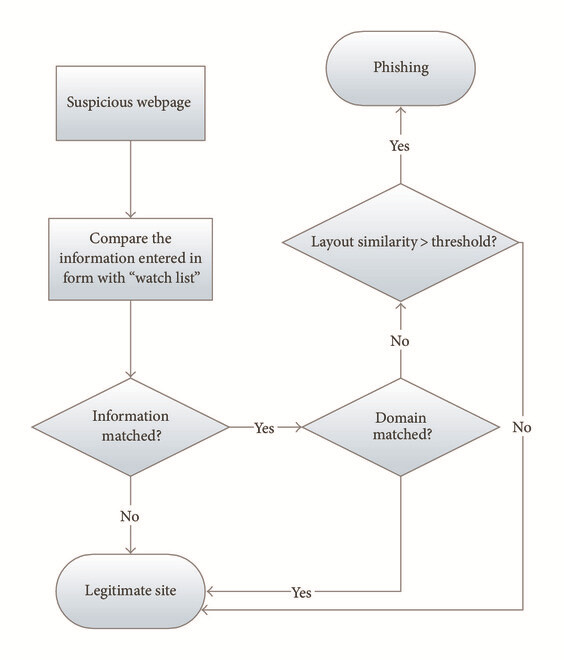 Suspicious webpage
Compare the
information entered in
form with “watch list”
Information
matched?
Yes
No
Domain
matched?
No
Yes
Layout similarity > threshold?
Yes
No
Phishing
Legitimate site